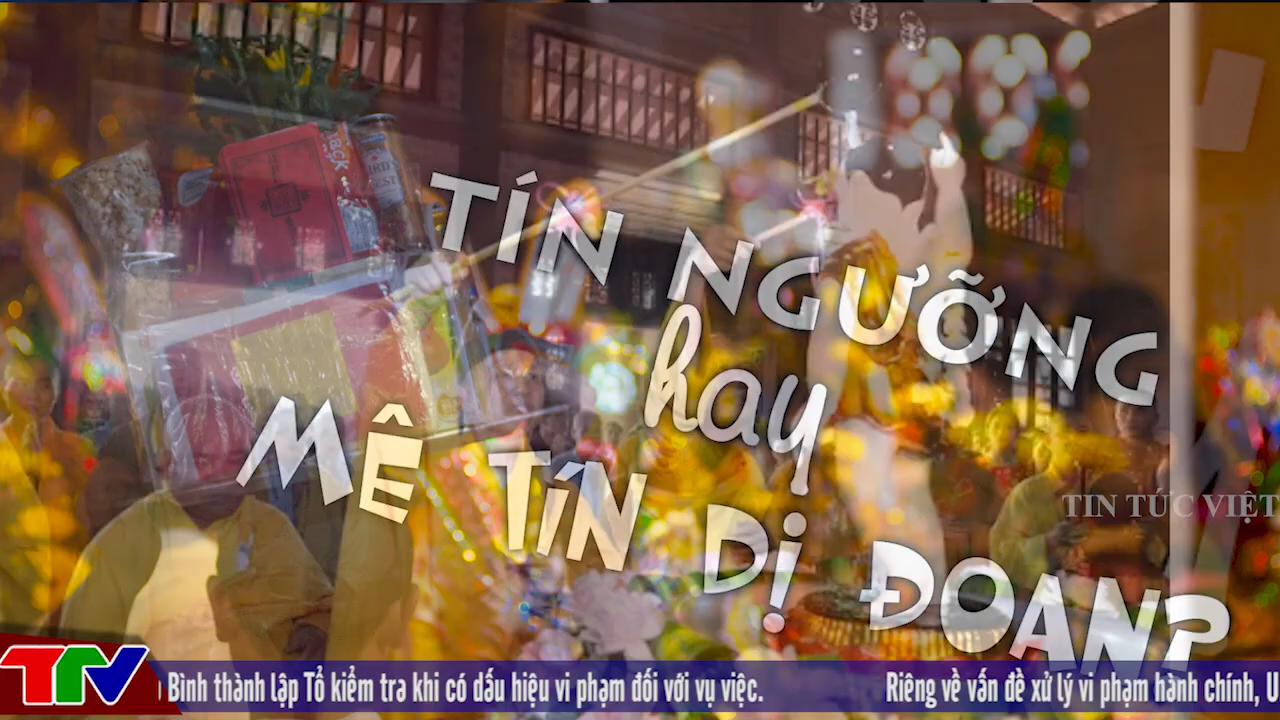 TÍN NGƯỠNG
hay
MÊ TÍN DỊ ĐOAN?
TIN TỨC VIỆT
TTV
Bình thành lập Tổ kiểm tra khi có dấu hiệu vi phạm đối với vụ việc.
Riêng về vấn đề xử lý vi phạm hành chính, U